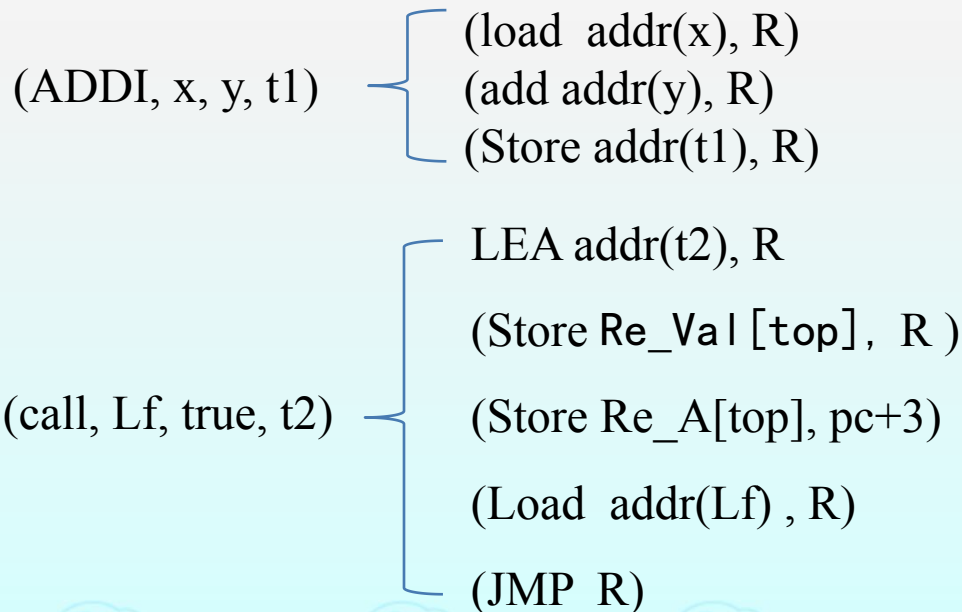 (load addr(x), R)
(ADDI, x, y, t1)
(add addr(y), R)
(Store addr(t1), R)
LEA addr(t2), R
(Store Re_Val[top], R )
(call, Lf, true, t2)
(Store Re_A[top], pc+3)
(Load addr(Lf) , R)
(JMP R)